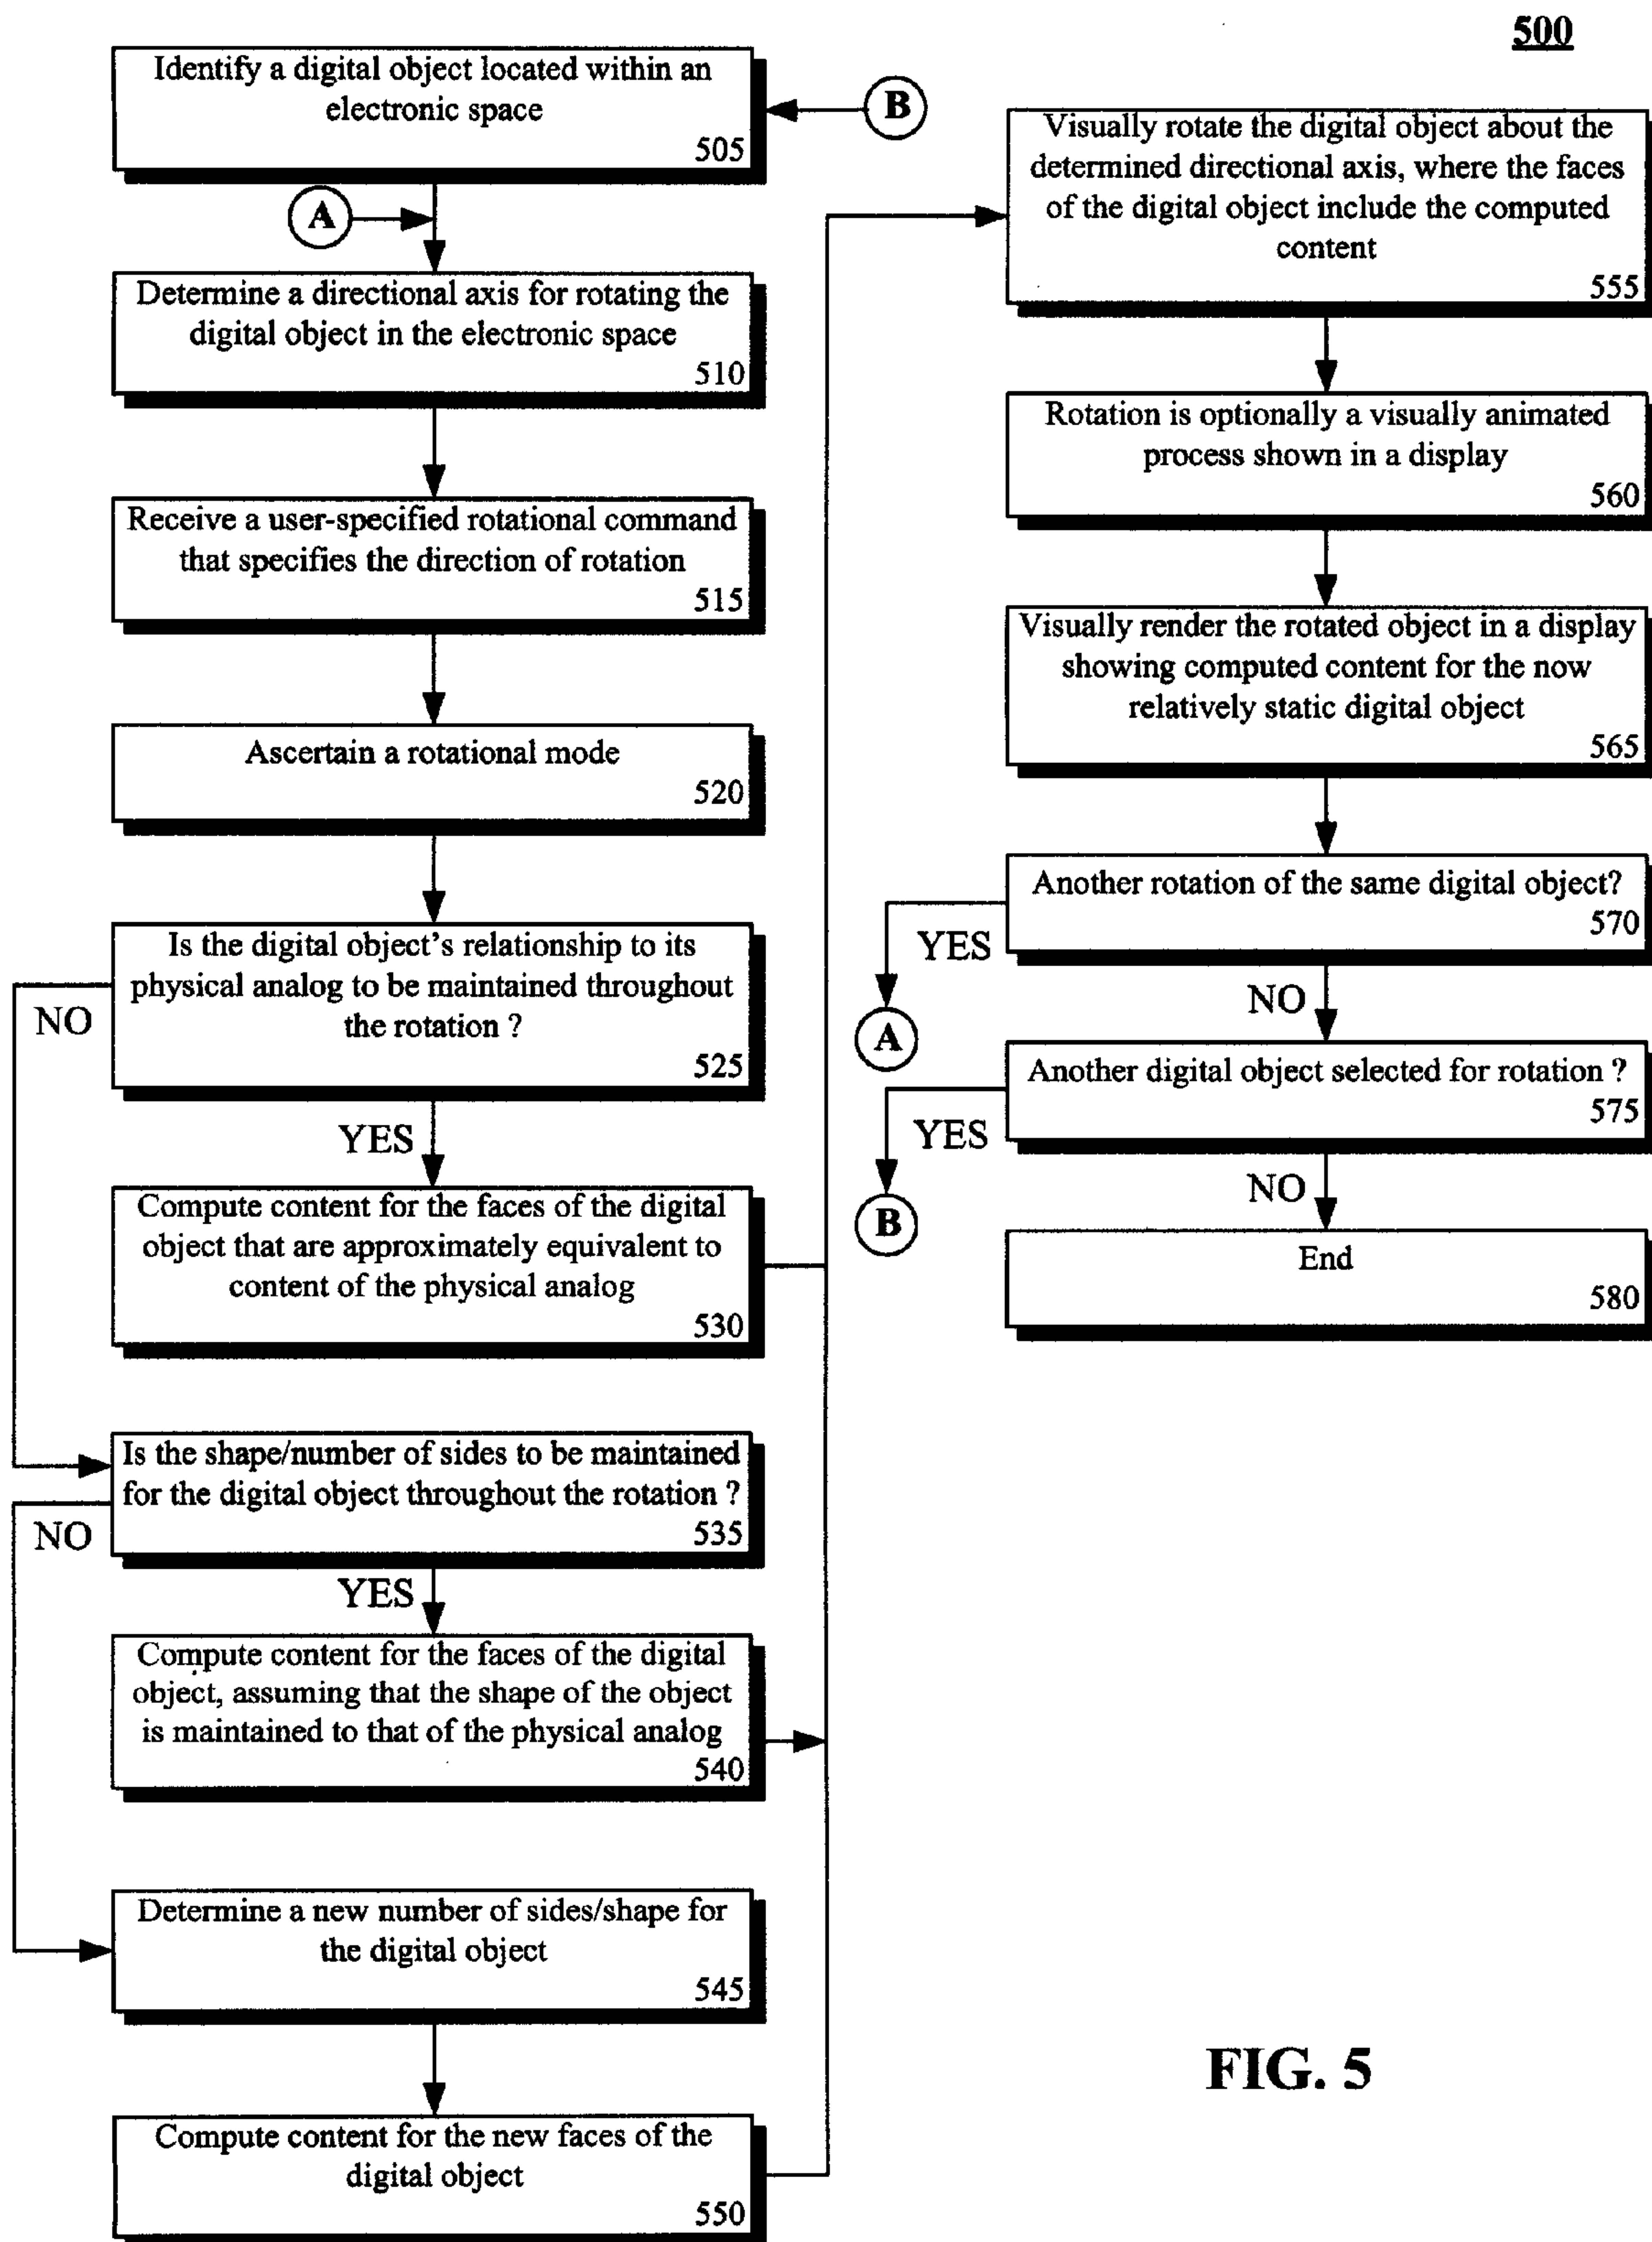 500
Identify a digital object located within an
electronic space
505
B
A
Determine a directional axis for rotating the
digital object in the electronic space
510
Receive a user-specified rotational command
that specifies the direction of rotation
515
Ascertain a rotational mode
520
Is the digital object's relationship to its
physical analog to be maintained throughout
the rotation ?
525
NO
YES
Compute content for the faces of the digital
object that are approximately equivalent to
content of the physical analog
530
Is the shape/number of sides to be maintained
for the digital object throughout the rotation ?
535
NO
YES
Compute content for the faces of the digital
object, assuming that the shape of the object
is maintained to that of the physical analog
540
Determine a new number of sides/shape for
the digital object
545
Compute content for the new faces of the
digital object
550
Visually rotate the digital object about the
determined directional axis, where the faces
of the digital object include the computed
content
555
Rotation is optionally a visually animated
process shown in a display
560
Visually render the rotated object in a display
showing computed content for the now
relatively static digital object
565
Another rotation of the same digital object?
570
YES
A
NO
Another digital object selected for rotation ?
575
YES
B
NO
End
580
FIG. 5